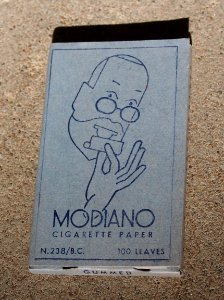 MODIANO
CIGARETTE PAPER
N.238/B.C. 100 LEAVES
GUMMED